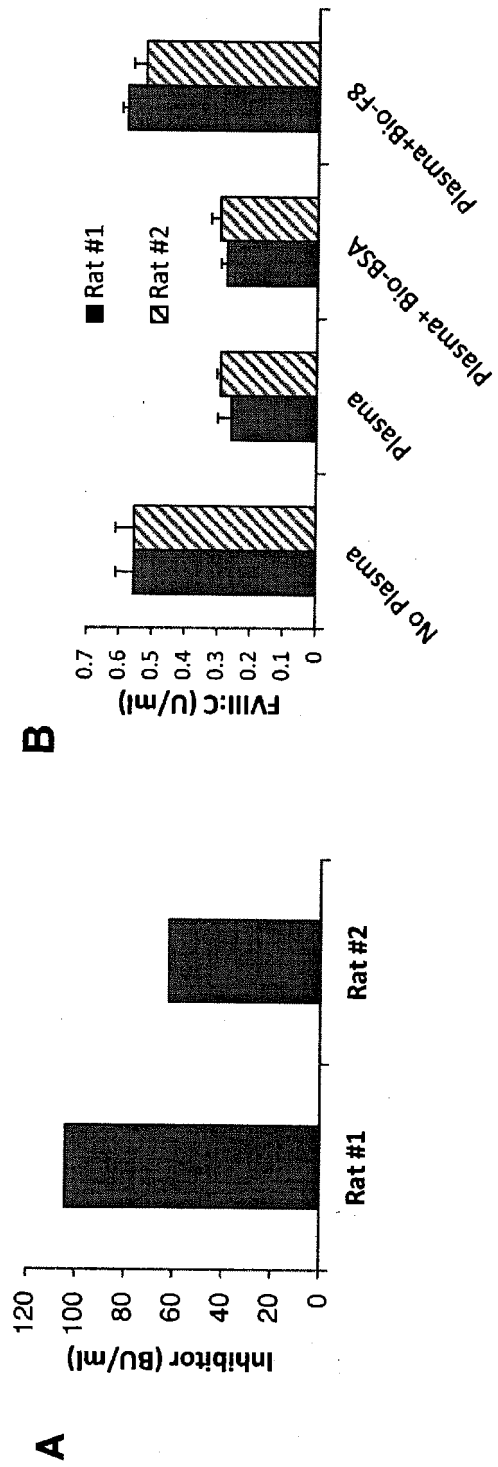 A
Inhibitor (BU/ml)
120
100
80
60
40
20
0
Rat #1
Rat #2
B
FVIII:C (U/ml)
0.7
0.6
0.5
0.4
0.3
0.2
0.1
0
Rat #1
Rat #2
No Plasma
Plasma
Plasma+ Bio-BSA
Plasma+Bio-F8